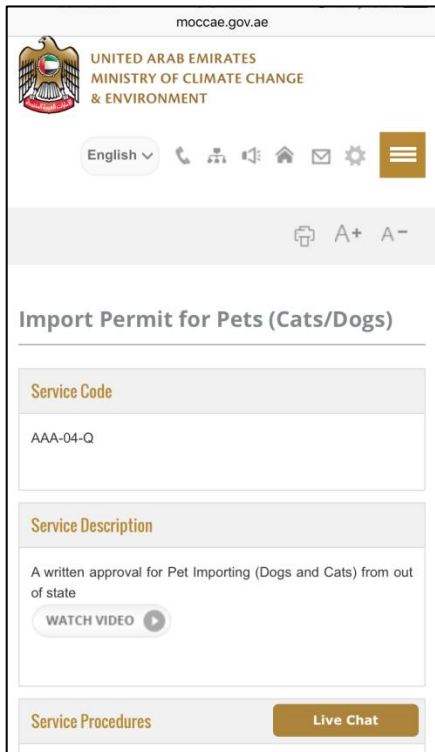 moccae.gov.ae
UNITED ARAB EMIRATES
MINISTRY OF CLIMATE CHANGE
& ENVIRONMENT
English
A+ A-
Import Permit for Pets (Cats/Dogs)
Service Code
AAA-04-Q
Service Description
A written approval for Pet Importing (Dogs and Cats) from out
of state
WATCH VIDEO
Service Procedures
Live Chat